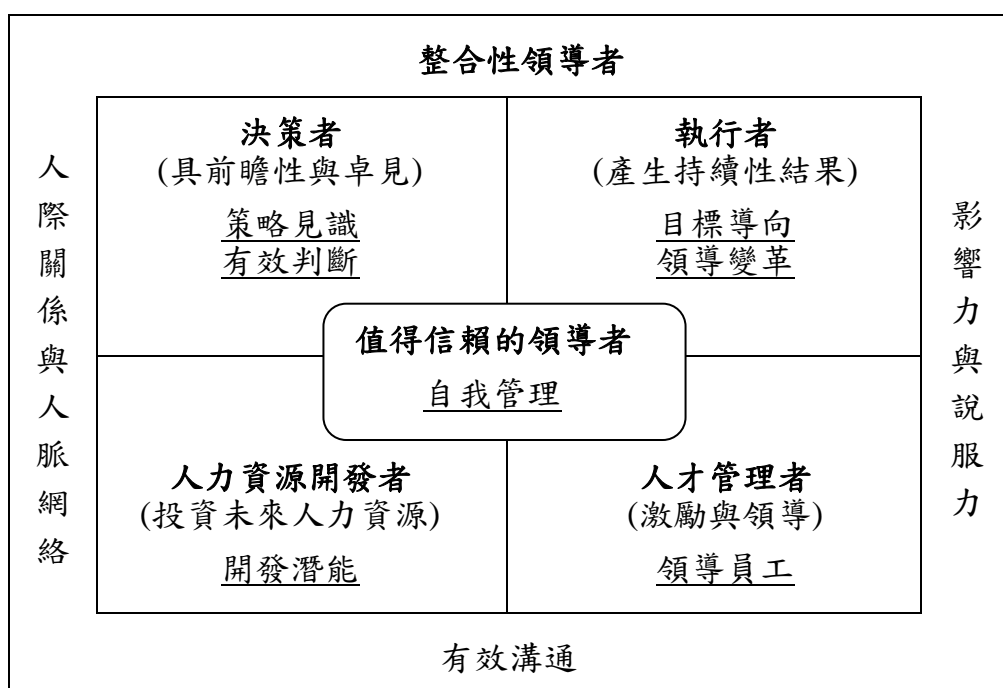 整合性領導者
人際關係與人脈網絡
決策者
(具前瞻性與卓見)
策略見識
有效判斷
執行者
(產生持續性結果)
目標導向
領導變革
值得信賴的領導者
自我管理
人力資源開發者
(投資未來人力資源)
開發潛能
人才管理者
(激勵與領導)
領導員工
影響力與說服力
有效溝通